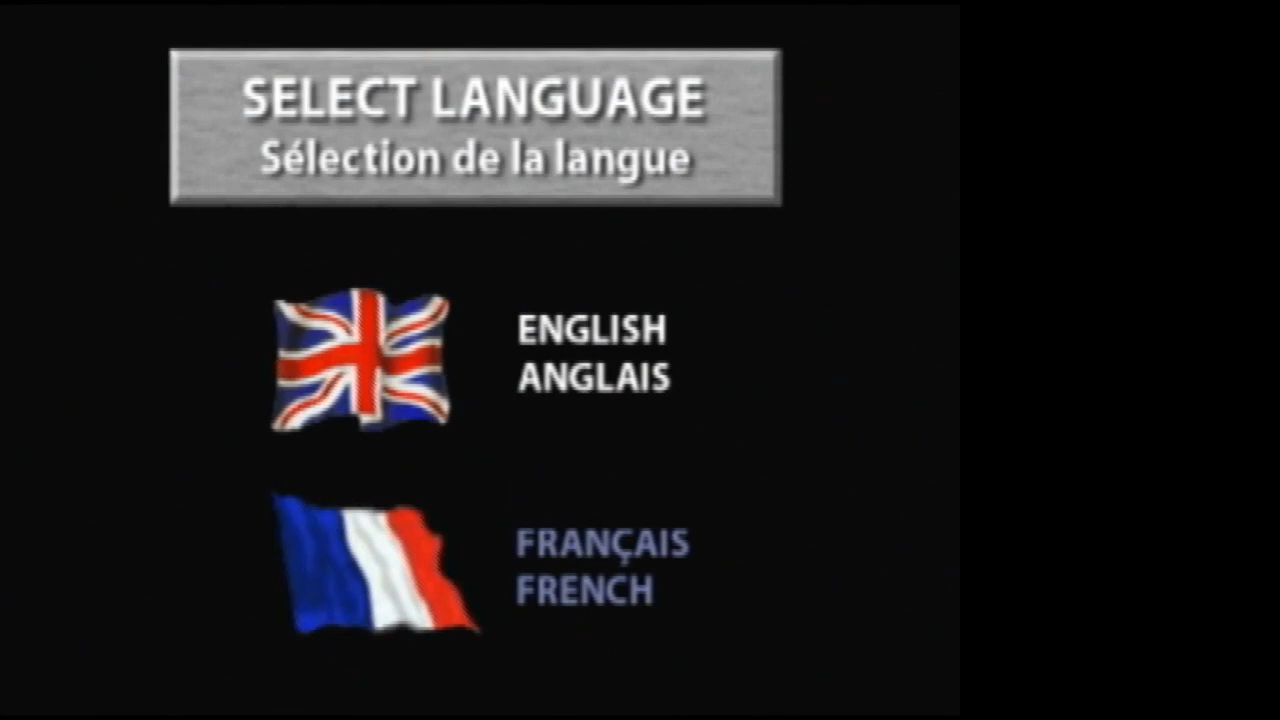 SELECT LANGUAGE
Sélection de la langue
ENGLISH
ANGLAIS
FRANÇAIS
FRENCH